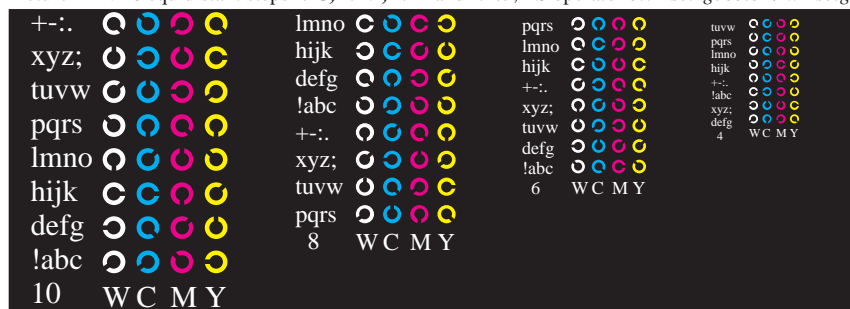 +-:.
xyz;
tuvw
pqrs
lmno
hijk
defg
!abc
10 W C M Y
lmno
hijk
defg
!abc
+-:.
xyz;
tuvw
pqrs
8 W C M Y
pqrs
lmno
hijk
+-:.
xyz;
tuvw
defg
!abc
6 W C M Y
tuvw
pqrs
lmno
hijk
+-:.
!abc
xyz;
defg
4 W C M Y